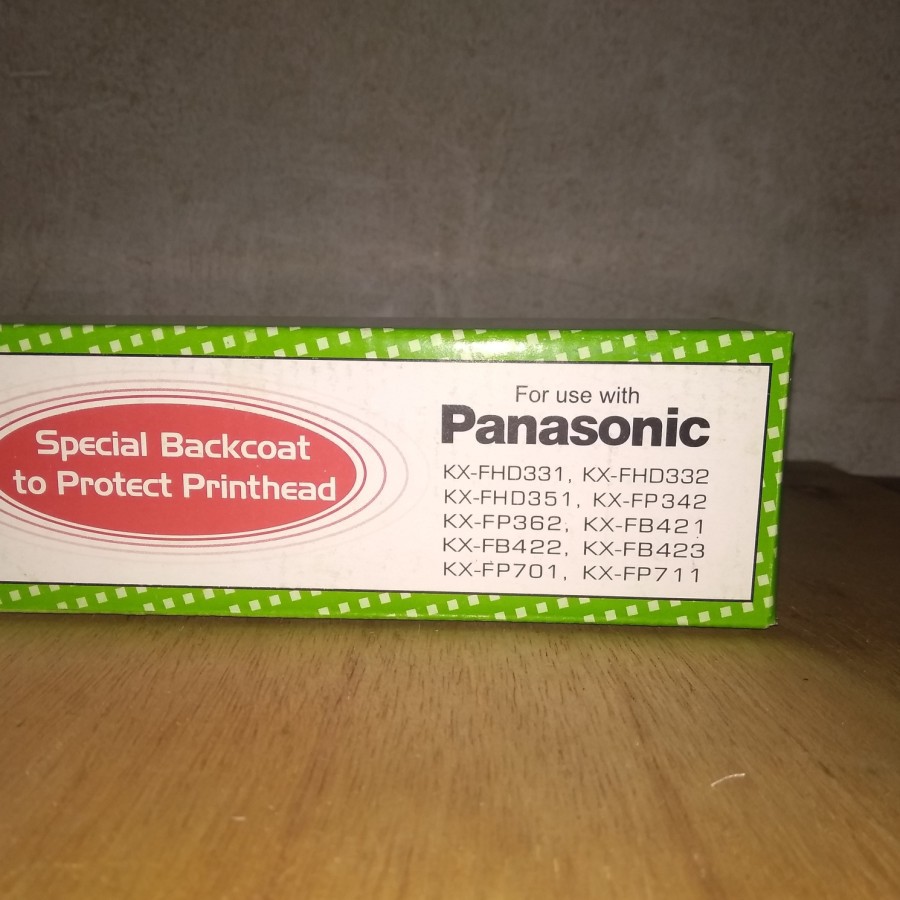 Special Backcoat
to Protect Printhead
For use with
Panasonic
KX-FHD331, KX-FHD332
KX-FHD351, KX-FP342
KX-FP362, KX-FB421
KX-FB422, KX-FB423
KX-FP701, KX-FP711